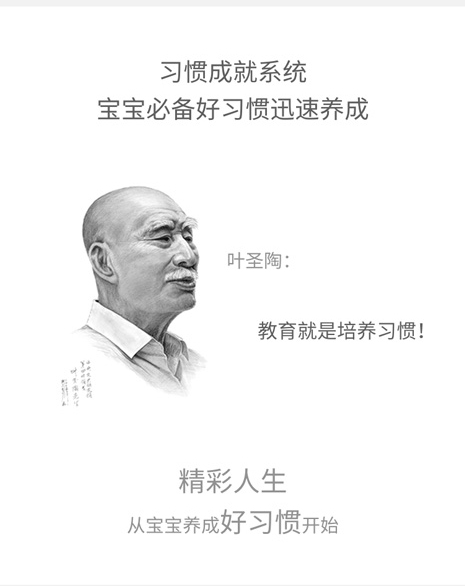 习惯成就系统
宝宝必备好习惯迅速养成
叶圣陶：
教育就是培养习惯！
精彩人生
从宝宝养成好习惯开始